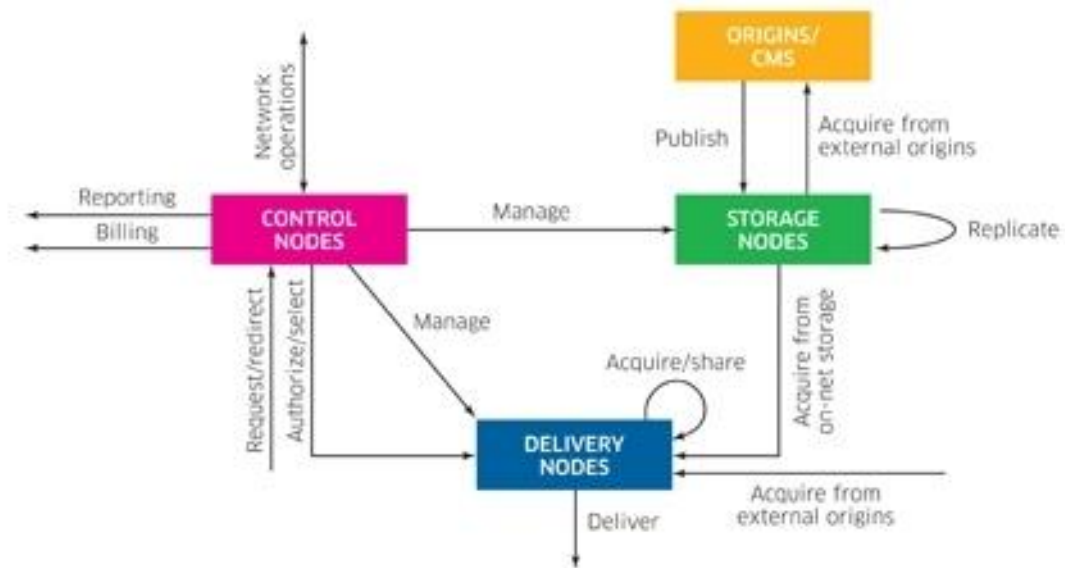 ORIGINS/
CMS
Network
operations
Publish
Acquire from
external origins
Reporting
Billing
CONTROL
NODES
Manage
STORAGE
NODES
Replicate
Request/redirect
Authorize/select
Manage
Acquire/share
Acquire from
on-net storage
DELIVERY
NODES
Acquire from
external origins
Deliver